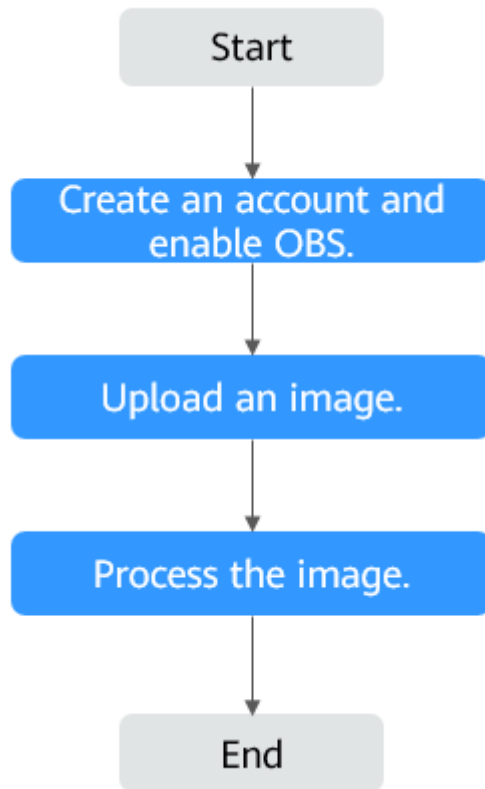 Start
Create an account and
enable OBS.
Upload an image.
Process the image.
End